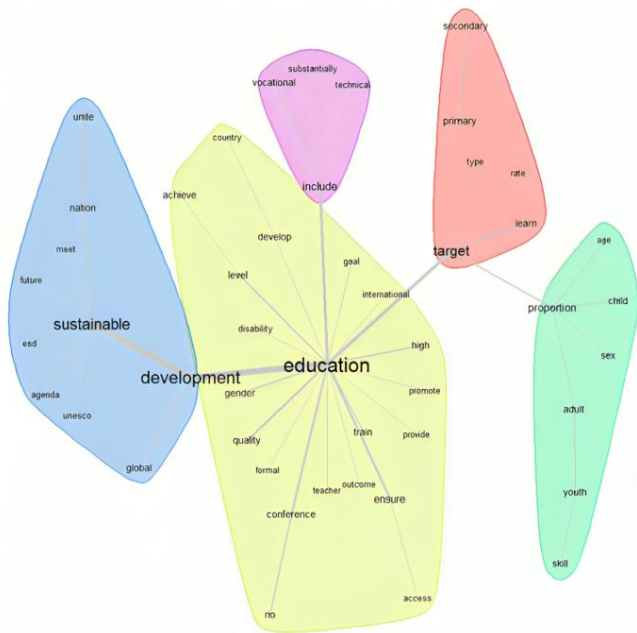 secondary
substantially
vocational
technical
unite
primary
country
type
rate
include
achieve
nation
learn
develop
age
meet
target
goal
level
future
international
child
proportion
sustainable
disability
esd
high
sex
education
development
agenda
gender
promote
adult
unesco
train
provide
quality
global
formal
outcome
teacher
youth
ensure
conference
skill
access
rio